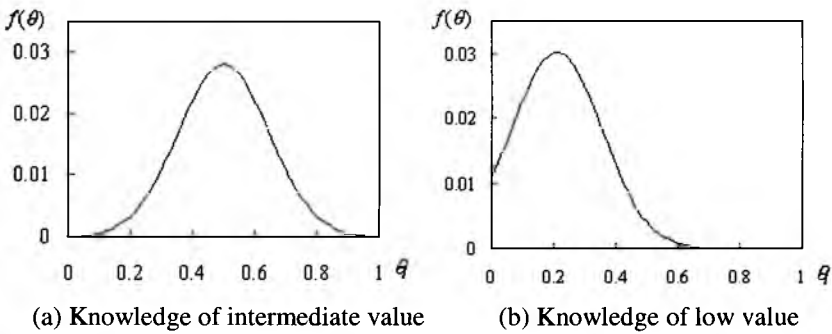 f(θ)
0.03
0.02
0.01
0
0 0.2 0.4 0.6 0.8 1 θ
(a) Knowledge of intermediate value
f(θ)
0.03
0.02
0.01
0
0 0.2 0.4 0.6 0.8 1 θ
(b) Knowledge of low value